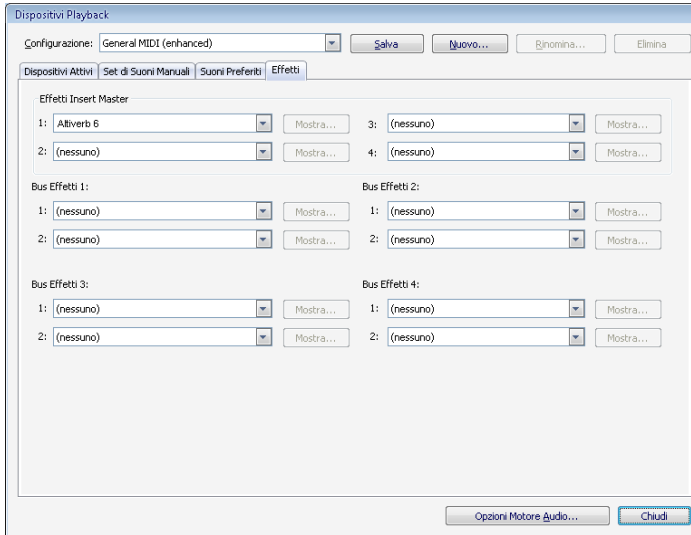 Dispositivi Playback
Configurazione: General MIDI (enhanced) Salva Nuovo... Rinomina... Elimina
Dispositivi Attivi Set di Suoni Manuali Suoni Preferiti Effetti
Effetti Insert Master
1: Altiverb 6 Mostra... 3: (nessuno) Mostra...
2: (nessuno) Mostra... 4: (nessuno) Mostra...
Bus Effetti 1: Bus Effetti 2:
1: (nessuno) Mostra... 1: (nessuno) Mostra...
2: (nessuno) Mostra... 2: (nessuno) Mostra...
Bus Effetti 3: Bus Effetti 4:
1: (nessuno) Mostra... 1: (nessuno) Mostra...
2: (nessuno) Mostra... 2: (nessuno) Mostra...
Opzioni Motore Audio... Chiudi